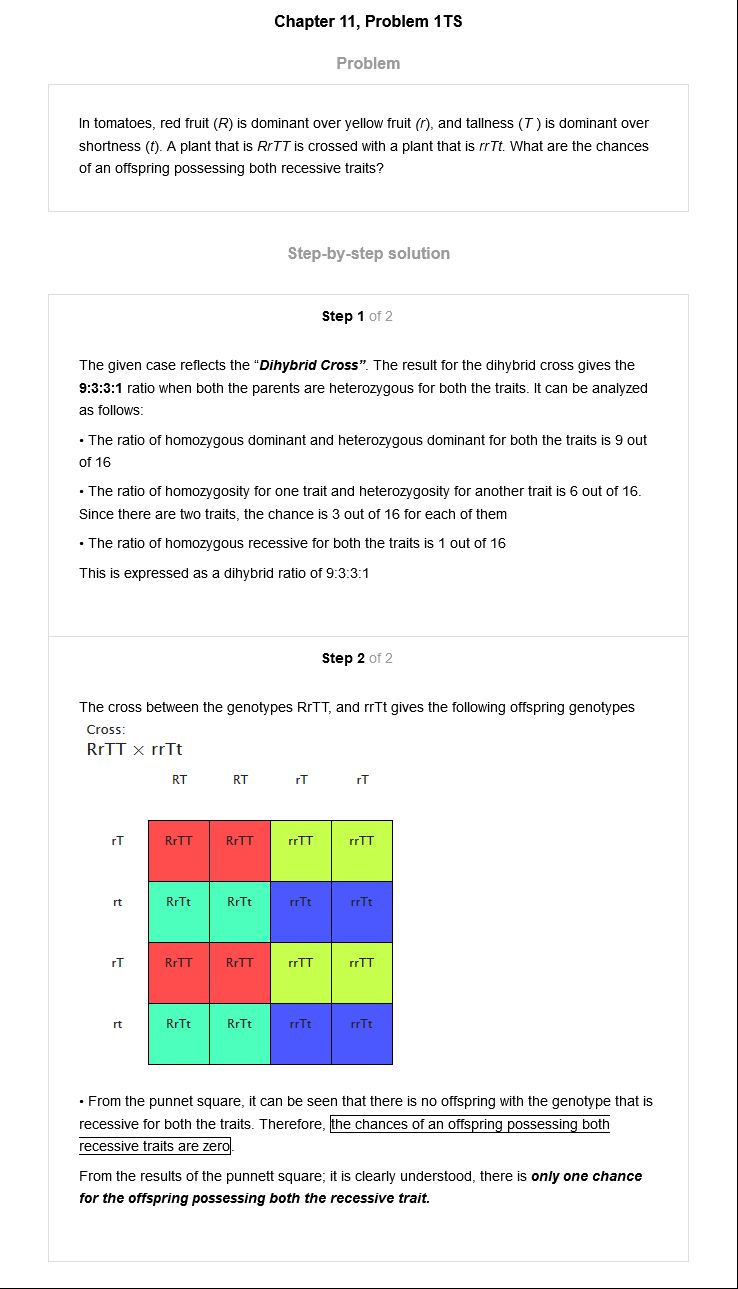 Chapter 11, Problem 1TS
Problem
In tomatoes, red fruit (R) is dominant over yellow fruit (r), and tallness (T ) is dominant over
shortness (t). A plant that is RrTT is crossed with a plant that is rrTt. What are the chances
of an offspring possessing both recessive traits?
Step-by-step solution
Step 1 of 2
The given case reflects the “Dihybrid Cross”. The result for the dihybrid cross gives the
9:3:3:1 ratio when both the parents are heterozygous for both the traits. It can be analyzed
as follows:
• The ratio of homozygous dominant and heterozygous dominant for both the traits is 9 out
of 16
• The ratio of homozygosity for one trait and heterozygosity for another trait is 6 out of 16.
Since there are two traits, the chance is 3 out of 16 for each of them
• The ratio of homozygous recessive for both the traits is 1 out of 16
This is expressed as a dihybrid ratio of 9:3:3:1
Step 2 of 2
The cross between the genotypes RrTT, and rrTt gives the following offspring genotypes
Cross:
RrTT × rrTt
RT RT rT rT
rT RrTT RrTT rrTT rrTT
rt RrTt RrTt rrTt rrTt
rT RrTT RrTT rrTT rrTT
rt RrTt RrTt rrTt rrTt
• From the punnet square, it can be seen that there is no offspring with the genotype that is
recessive for both the traits. Therefore, the chances of an offspring possessing both
recessive traits are zero.
From the results of the punnett square; it is clearly understood, there is only one chance
for the offspring possessing both the recessive trait.